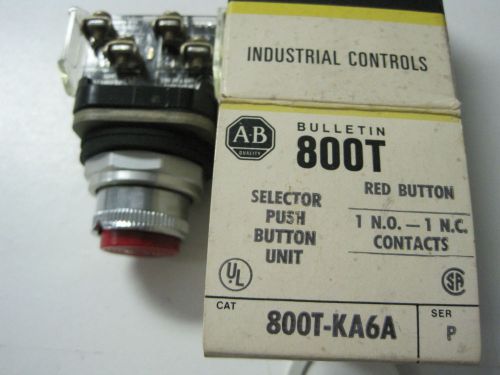 INDUSTRIAL CONTROLS
A-B
QUALITY
BULLETIN
800T
SELECTOR
PUSH
BUTTON
UNIT
RED BUTTON
1 N.O. — 1 N.C.
CONTACTS
UL
SA
CAT
800T-KA6A
SER
P